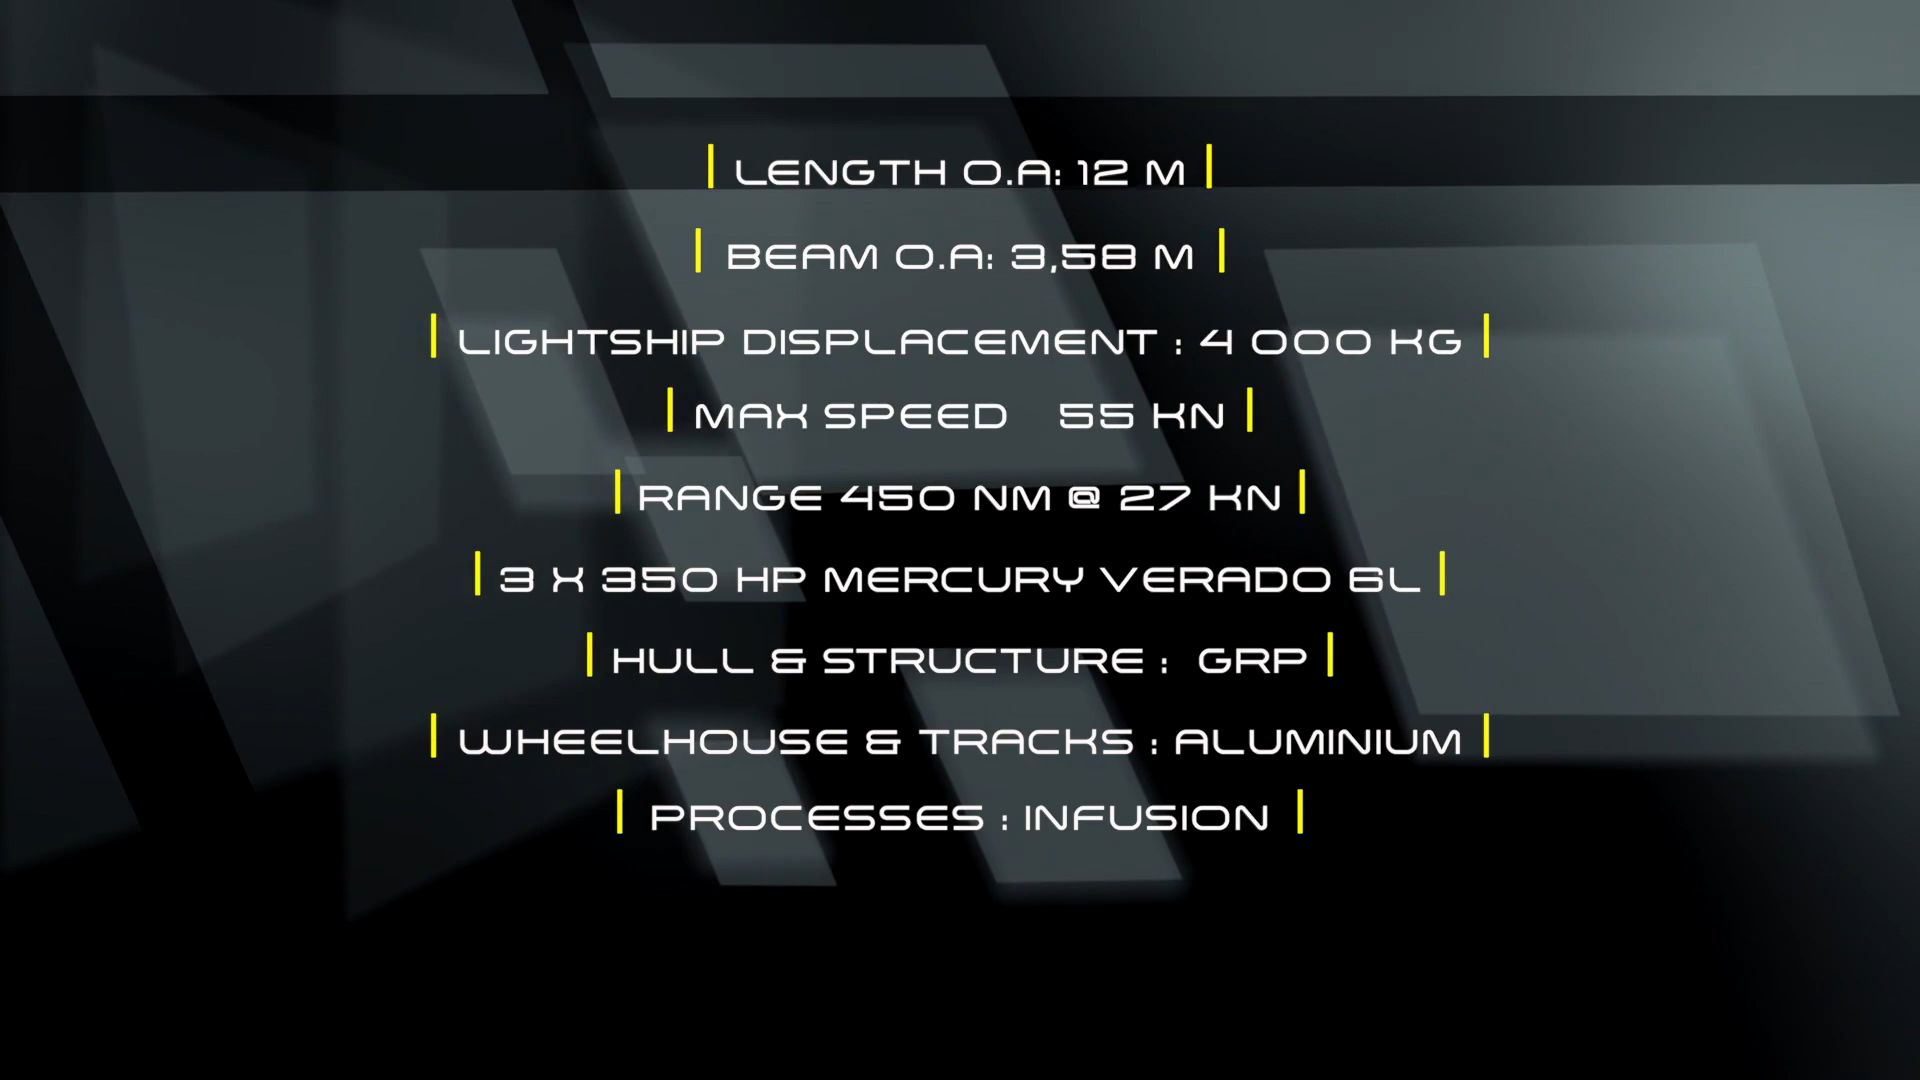 LENGTH O.A: 12 M
BEAM O.A: 3,58 M
LIGHTSHIP DISPLACEMENT : 4 000 KG
MAX SPEED 55 KN
RANGE 450 NM @ 27 KN
3 X 350 HP MERCURY VERADO 6L
HULL & STRUCTURE : GRP
WHEELHOUSE & TRACKS : ALUMINIUM
PROCESSES : INFUSION